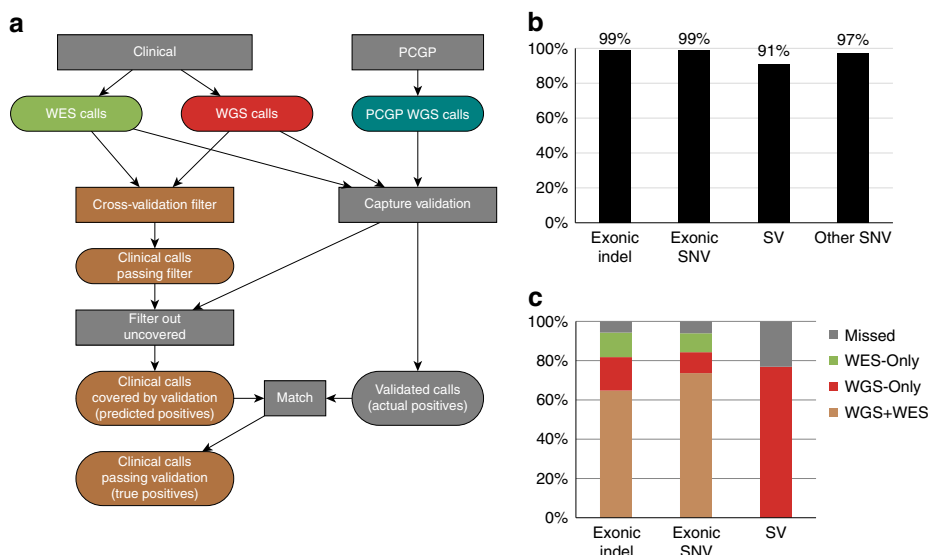 a
Clinical
PCGP
WES calls
WGS calls
PCGP WGS calls
Cross-validation filter
Capture validation
Clinical calls
passing filter
Filter out
uncovered
Clinical calls
covered by validation
(predicted positives)
Match
Validated calls
(actual positives)
Clinical calls
passing validation
(true positives)
b
99%
99%
91%
97%
100%
80%
60%
40%
20%
0%
Exonic
indel
Exonic
SNV
SV
Other SNV
c
100%
80%
60%
40%
20%
0%
Exonic
indel
Exonic
SNV
SV
Missed
WES-Only
WGS-Only
WGS+WES